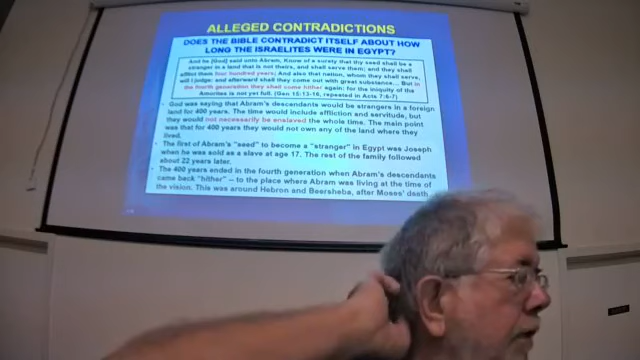 ALLEGED CONTRADICTIONS
DOES THE BIBLE CONTRADICT ITSELF ABOUT HOW
LONG THE ISRAELITES WERE IN EGYPT?
And he [God] said unto Abram, Know of a surety that thy seed shall be a
stranger in a land that is not theirs, and shall serve them; and they shall
afflict them four hundred years; And also that nation, whom they shall serve,
will I judge: and afterward shall they come out with great substance... But in
the fourth generation they shall come hither again: for the iniquity of the
Amorites is not yet full. (Gen 15:13-16, repeated in Acts 7:6-7)
• God was saying that Abram's descendants would be strangers in a foreign
land for 400 years. The time would include affliction and servitude, but
they would not necessarily be enslaved the whole time. The main point
was that for 400 years they would not own any of the land where they
lived.
• The first of Abram's "seed" to become a "stranger" in Egypt was Joseph
when he was sold as a slave at age 17. The rest of the family followed
about 22 years later.
• The 400 years ended in the fourth generation when Abram's descendants
came back "hither" – to the place where Abram was living at the time of
the vision. This was around Hebron and Beersheba, after Moses' death.